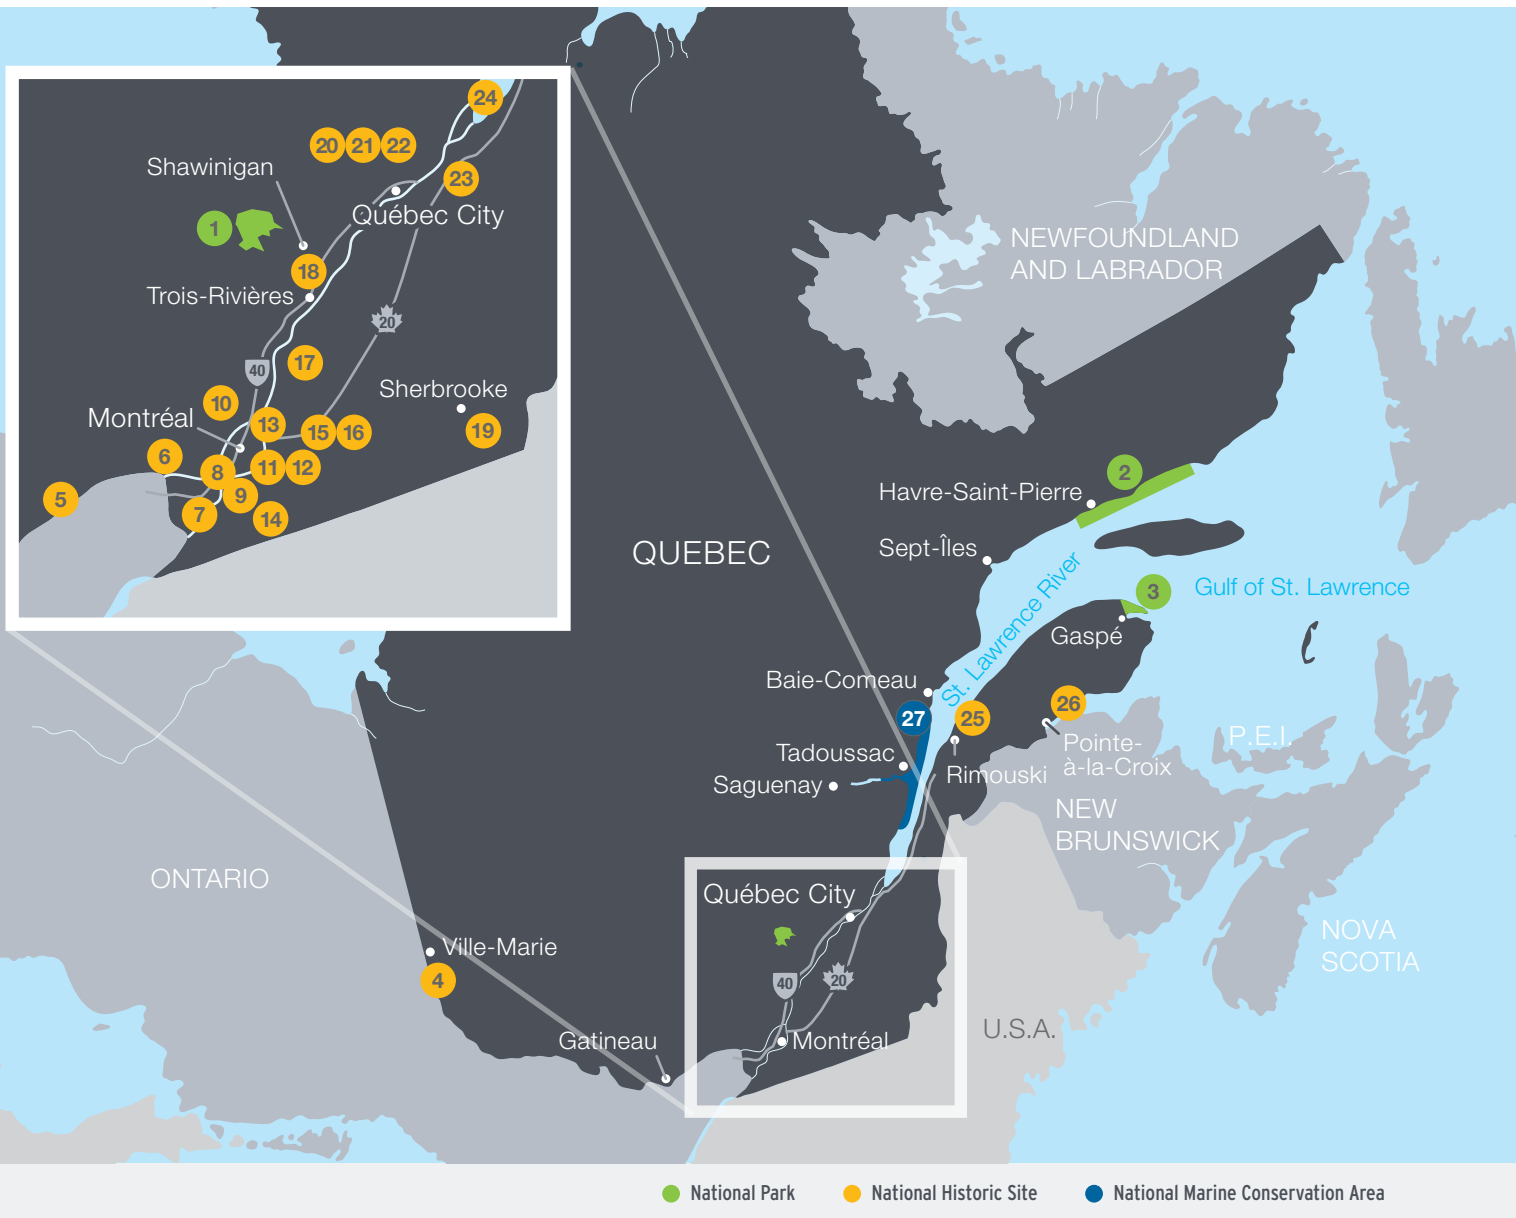 24
20 21 22
Shawinigan
23
Québec City
1
18
Trois-Rivières
20
17
40
Sherbrooke
10
Montréal
13
15 16
19
6
8
11 12
5
9
7
14
NEWFOUNDLAND
AND LABRADOR
2
Havre-Saint-Pierre
Sept-Îles
QUEBEC
St. Lawrence River
3
Gulf of St. Lawrence
Gaspé
Baie-Comeau
27
25
26
Tadoussac
Saguenay
Rimouski
Pointe-
à-la-Croix
P.E.I.
NEW
BRUNSWICK
ONTARIO
Québec City
NOVA
SCOTIA
Ville-Marie
4
40
20
U.S.A.
Gatineau
Montréal
National Park
National Historic Site
National Marine Conservation Area